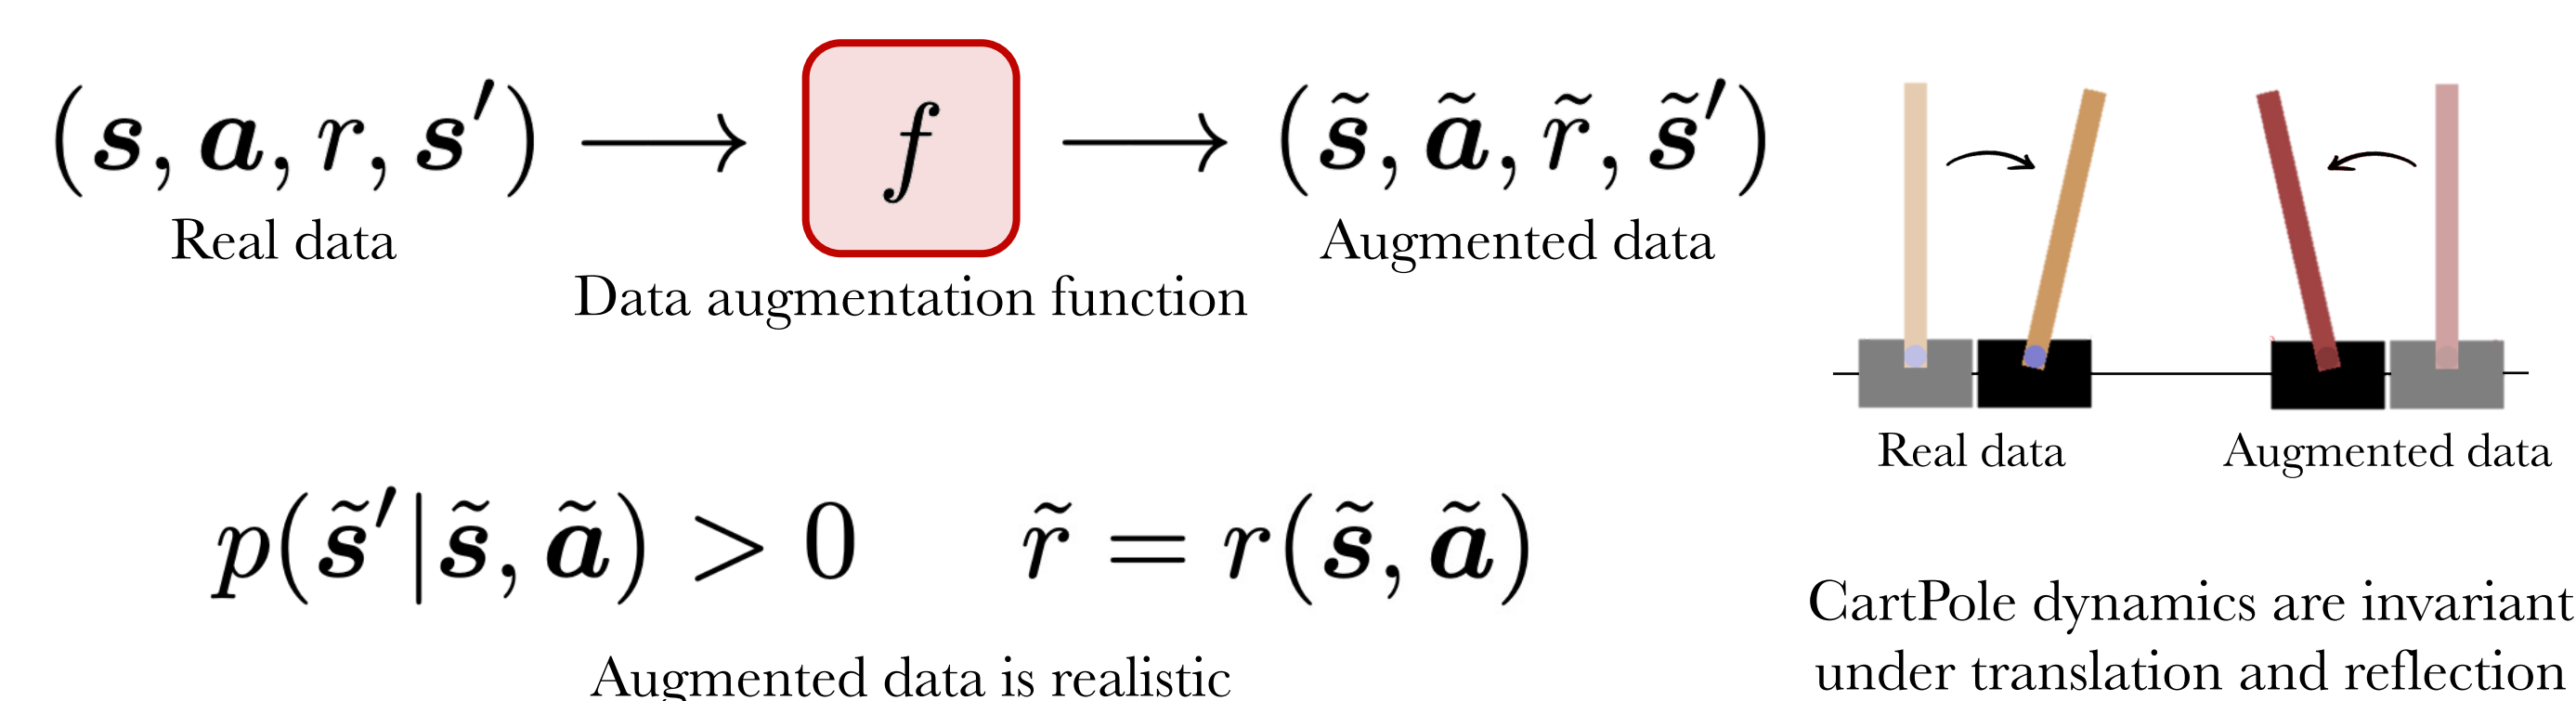 (𝒔, 𝒂, r, 𝒔′) ⟶ f ⟶ (𝒔̃, 𝒂̃, r̃, 𝒔̃′)
Real data
Augmented data
Data augmentation function
p(𝒔̃′|𝒔̃, 𝒂̃) > 0 r̃ = r(𝒔̃, 𝒂̃)
Augmented data is realistic
Real data Augmented data
CartPole dynamics are invariant
under translation and reflection